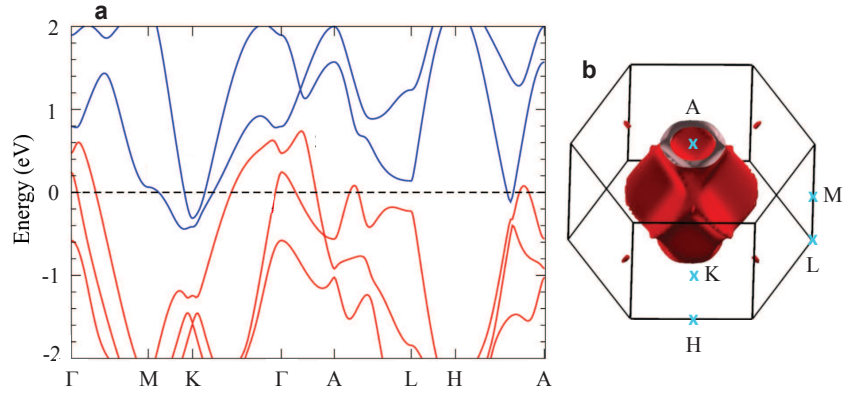 a
Energy (eV)
2
1
0
-1
-2
Γ M K Γ A L H A
b
A
x
x M
x
L
x K
x
H